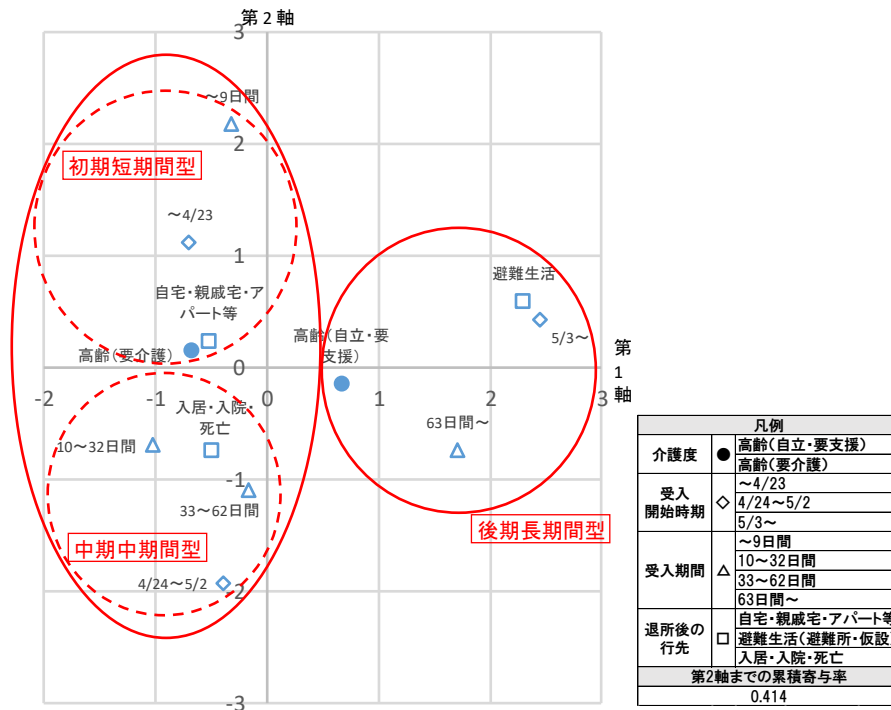 第2軸
3
-2
-1
0
1
2
3
～9日間
2
初期短期間型
～4/23
1
避難生活
自宅・親戚宅・ア
パート等
5/3～
高齢(要介護)
高齢(自立・要
支援)
0
第
1
軸
-2
-1
0
1
2
3
入居・入院・
死亡
10～32日間
63日間～
-1
33～62日間
後期長期間型
中期中期間型
4/24～5/2
-2
-3
凡例
介護度
●
高齢(自立・要支援)
高齢(要介護)
受入
開始時期
◇
～4/23
4/24～5/2
5/3～
受入期間
△
～9日間
10～32日間
33～62日間
63日間～
退所後の
行先
□
自宅・親戚宅・アパート等
避難生活(避難所・仮設)
入居・入院・死亡
第2軸までの累積寄与率
0.414